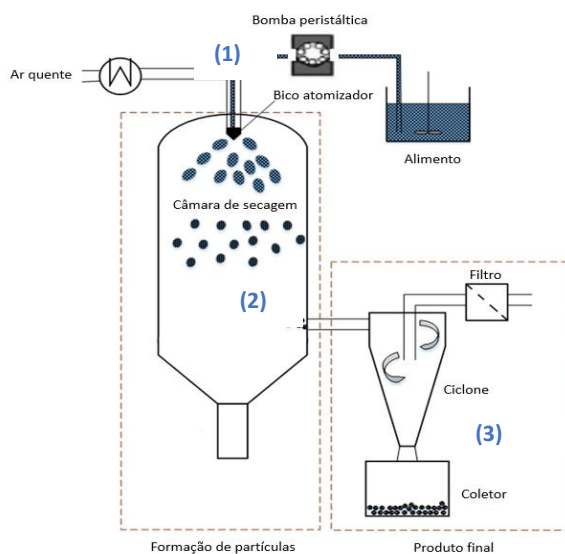 Bomba peristáltica
(1)
Ar quente
Bico atomizador
Alimento
Câmara de secagem
(2)
Filtro
Ciclone
(3)
Coletor
Formação de partículas
Produto final